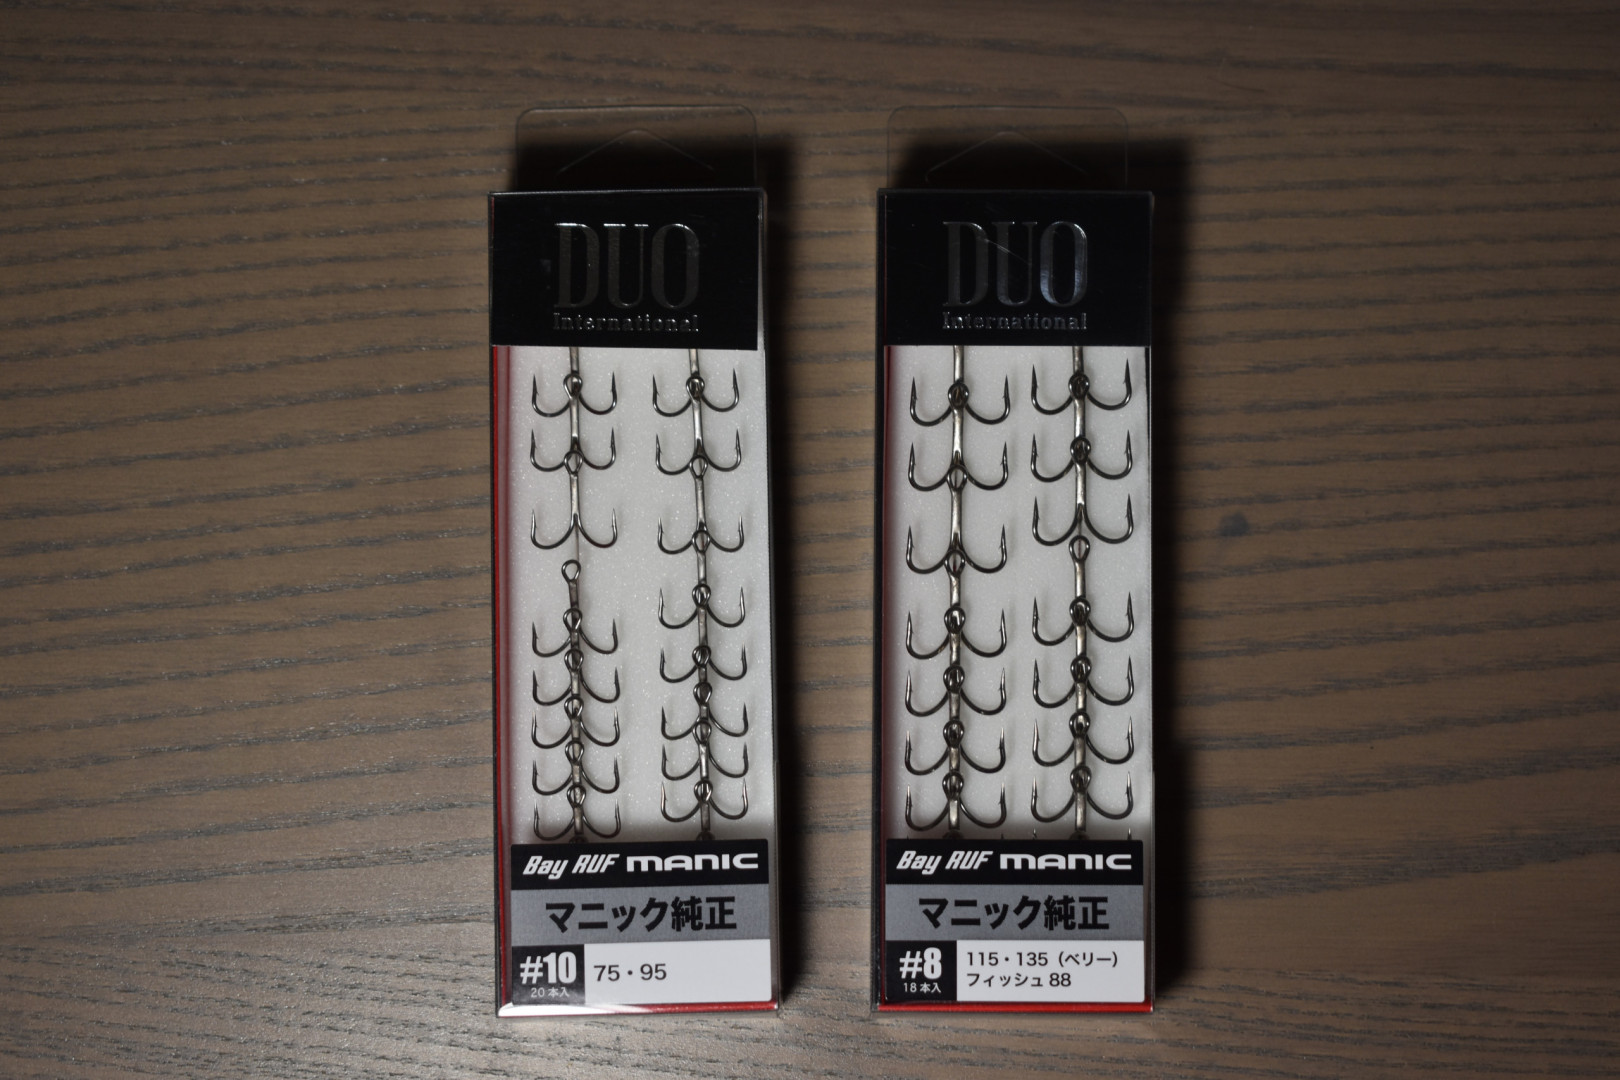 DUO
International
Bay RUF MANIC
マニック純正
#10
20本入
75・95
DUO
International
Bay RUF MANIC
マニック純正
#8
18本入
115・135（ベリー）
フィッシュ88